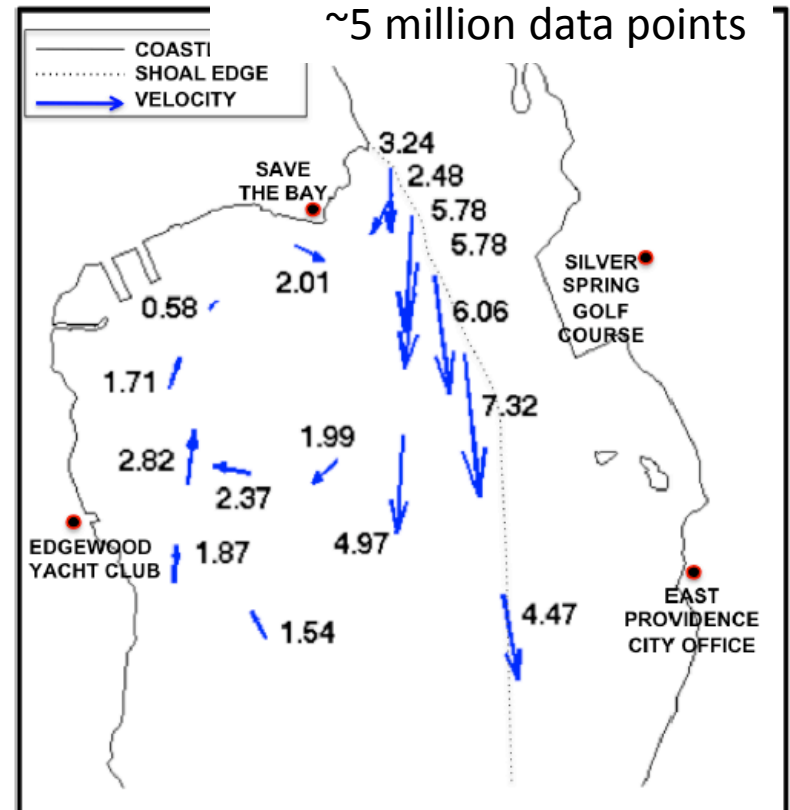 ~5 million data points
COASTL
SHOAL EDGE
VELOCITY
3.24
SAVE
THE BAY
2.48
5.78
5.78
SILVER
SPRING
GOLF
COURSE
2.01
0.58
6.06
1.71
7.32
1.99
2.82
2.37
4.97
EDGEWOOD
YACHT CLUB
1.87
EAST
PROVIDENCE
CITY OFFICE
4.47
1.54